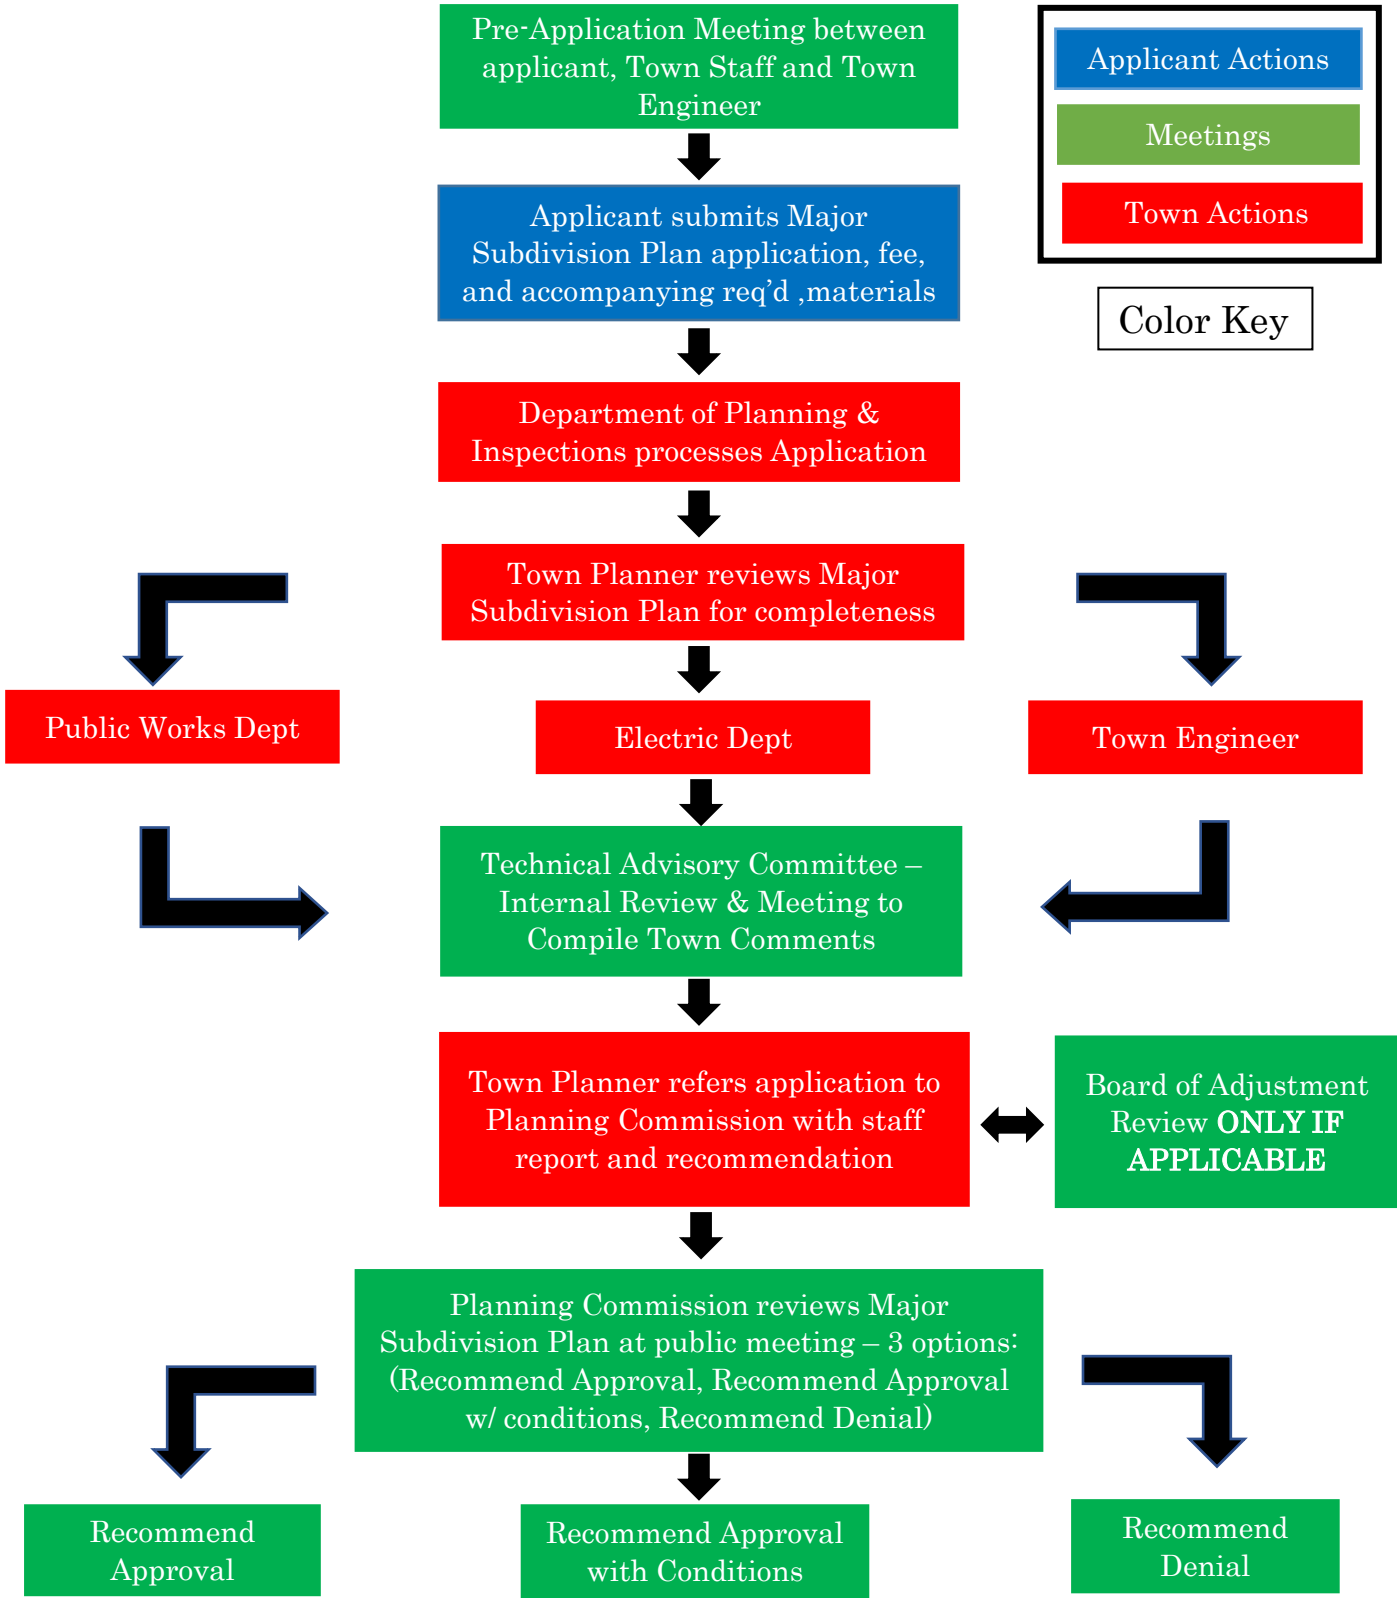 Pre-Application Meeting between
applicant, Town Staff and Town
Engineer
Applicant Actions
Meetings
Town Actions
Color Key
Applicant submits Major
Subdivision Plan application, fee,
and accompanying req’d ,materials
Department of Planning &
Inspections processes Application
Town Planner reviews Major
Subdivision Plan for completeness
Public Works Dept
Electric Dept
Town Engineer
Technical Advisory Committee –
Internal Review & Meeting to
Compile Town Comments
Town Planner refers application to
Planning Commission with staff
report and recommendation
Board of Adjustment
Review ONLY IF
APPLICABLE
Planning Commission reviews Major
Subdivision Plan at public meeting – 3 options:
(Recommend Approval, Recommend Approval
w/ conditions, Recommend Denial)
Recommend
Approval
Recommend Approval
with Conditions
Recommend
Denial